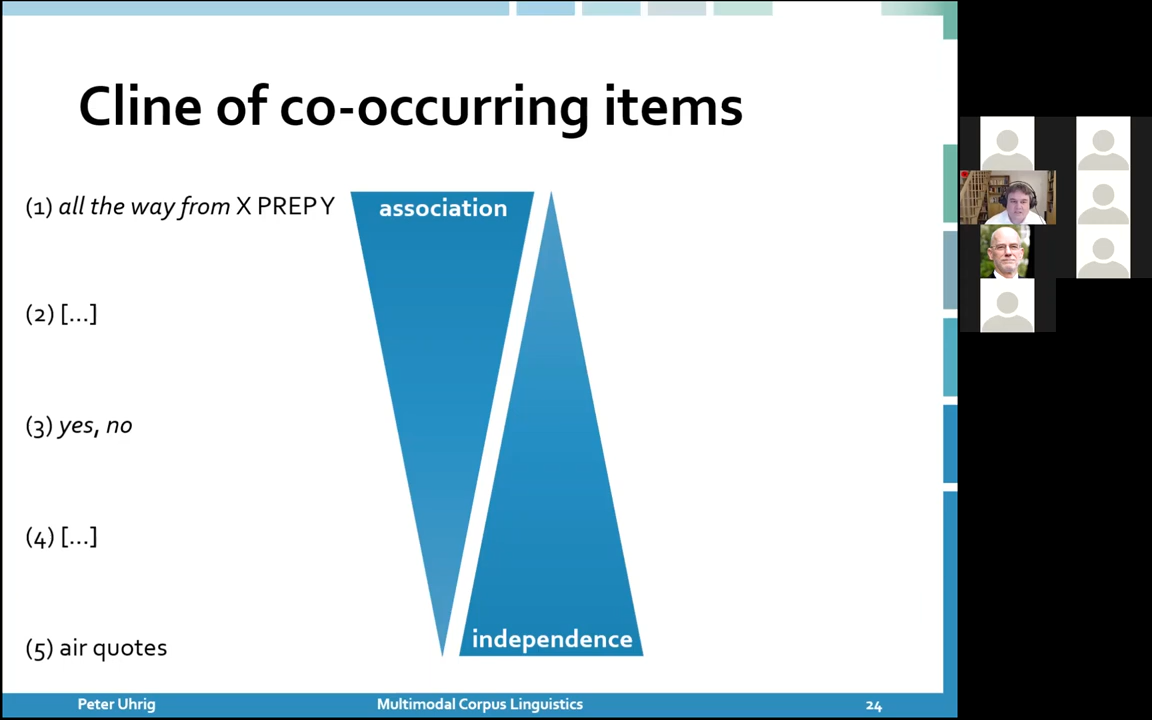 Cline of co-occurring items
(1) all the way from X PREP Y
association
(2) [...]
(3) yes, no
(4) [...]
(5) air quotes
independence
Peter Uhrig
Multimodal Corpus Linguistics
24